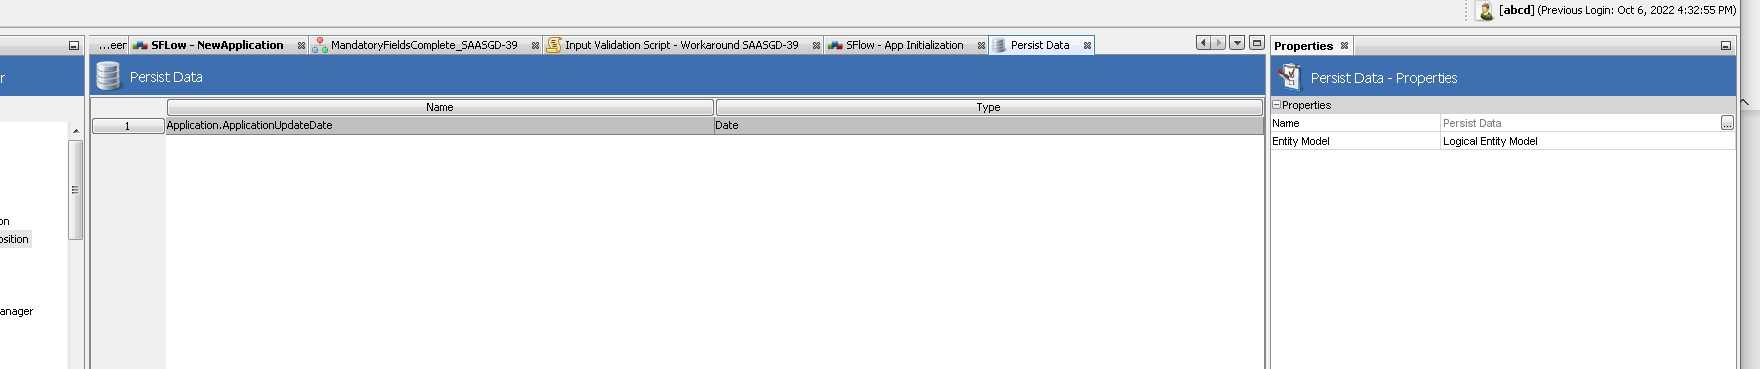 [abcd] (Previous Login: Oct 6, 2022 4:32:55 PM)
...eer SFLow - NewApplication MandatoryFieldsComplete_SAASGD-39 Input Validation Script - Workaround SAASGD-39 SFlow - App Initialization Persist Data Properties
r Persist Data Persist Data - Properties
Name Type Properties
1 Application.ApplicationUpdateDate Date Name Persist Data ...
Entity Model Logical Entity Model
on
osition
anager